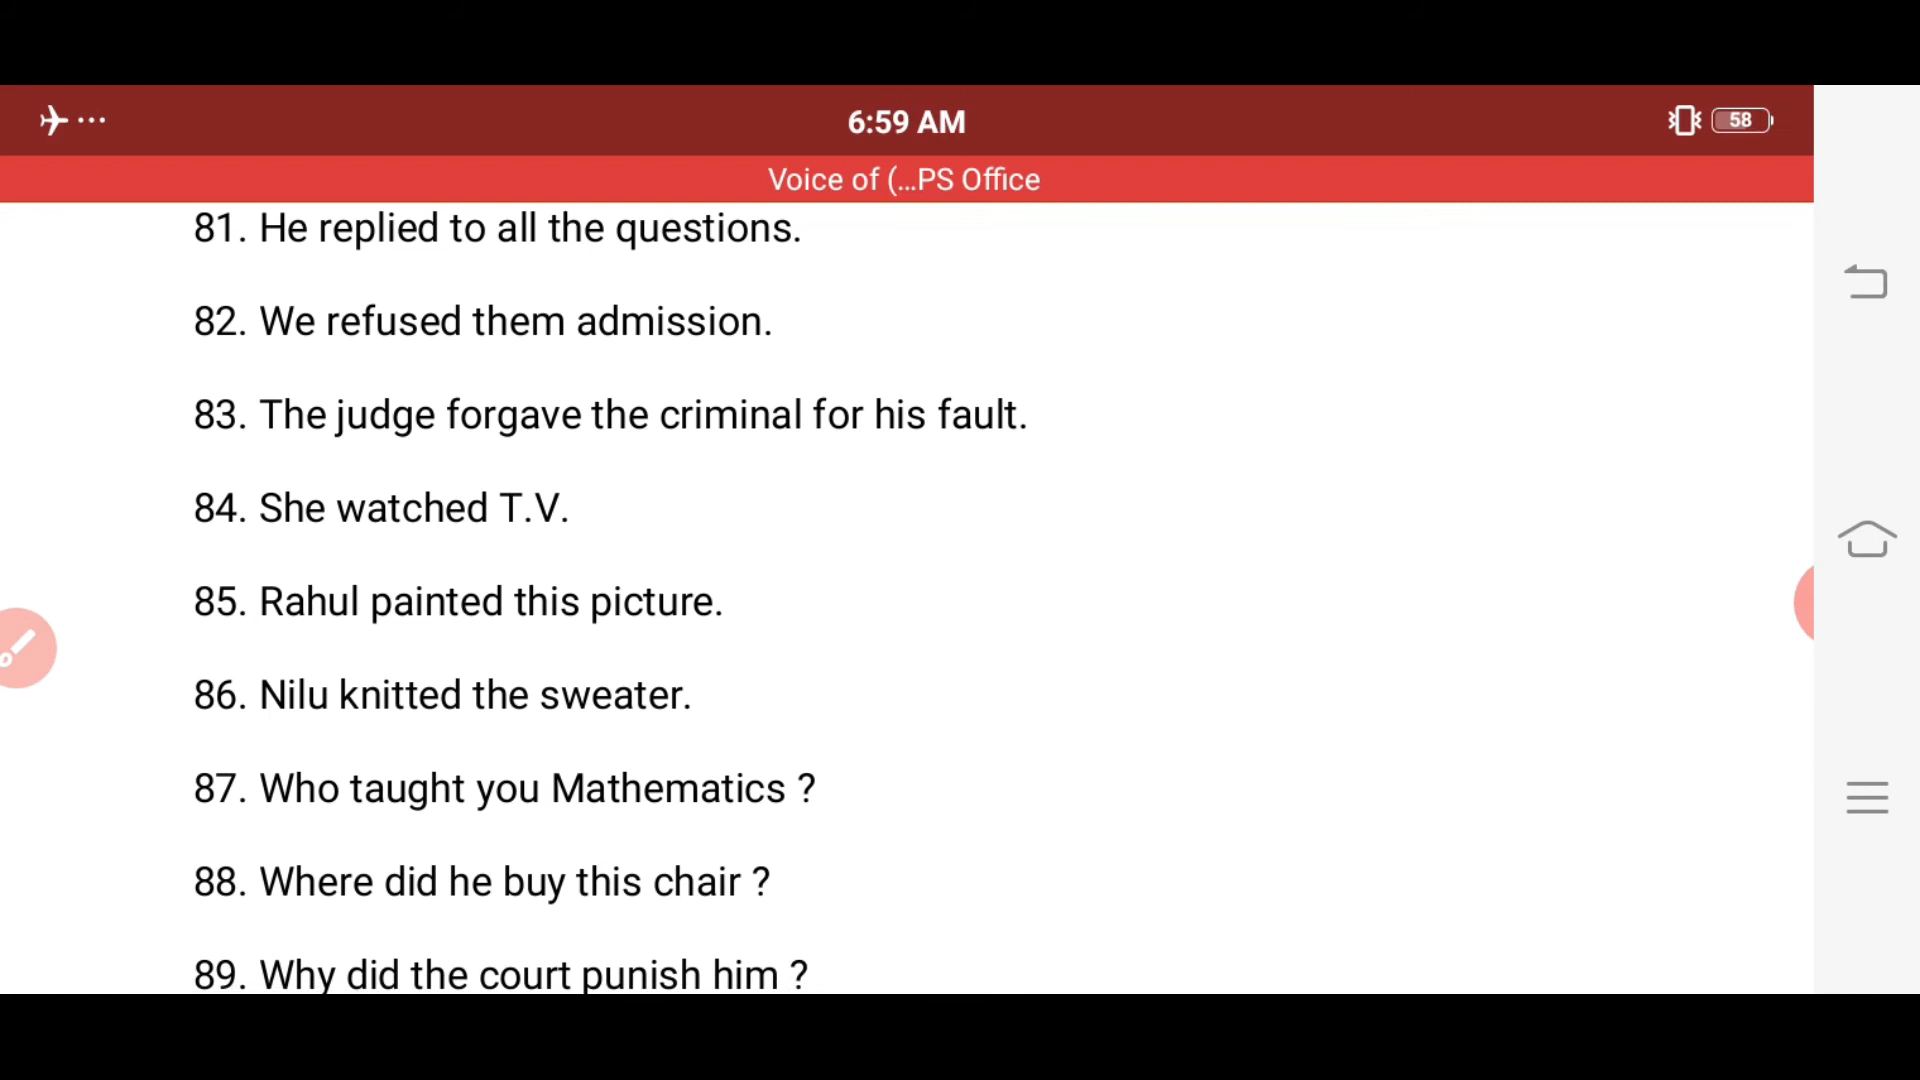 6:59 AM
58
Voice of (...PS Office
81. He replied to all the questions.
82. We refused them admission.
83. The judge forgave the criminal for his fault.
84. She watched T.V.
85. Rahul painted this picture.
86. Nilu knitted the sweater.
87. Who taught you Mathematics ?
88. Where did he buy this chair ?
89. Why did the court punish him ?